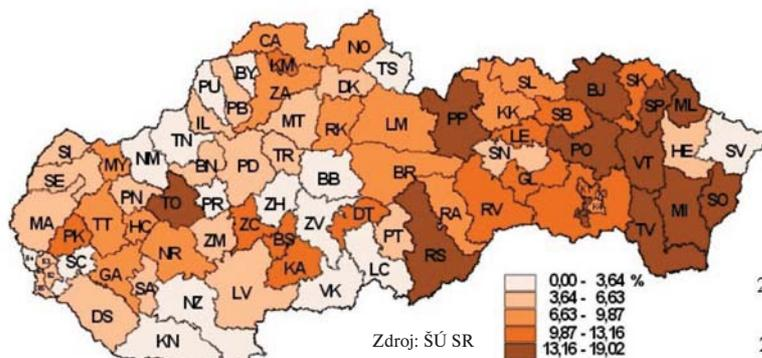 CA
NO
KM
TS
BY
PU
ZA
DK
PB
IL
MT
RK
LM
TN
NM
BN
TR
PD
SI
MY
SE
PN
TO
PR
ZH
BB
BR
MA
PK
TT
HC
ZM
ZC
BS
ZV
DT
PT
SC
GA
NR
KA
LC
SA
LV
VK
DS
NZ
KN
SL
BJ
SK
SP
ML
PP
KK
SB
LE
PO
SN
VT
HE
SV
GL
RV
RA
RS
TV
MI
SO
0,00 - 3,64 %
3,64 - 6,63
6,63 - 9,87
9,87 - 13,16
13,16 - 19,02
Zdroj: ŠÚ SR
2
2